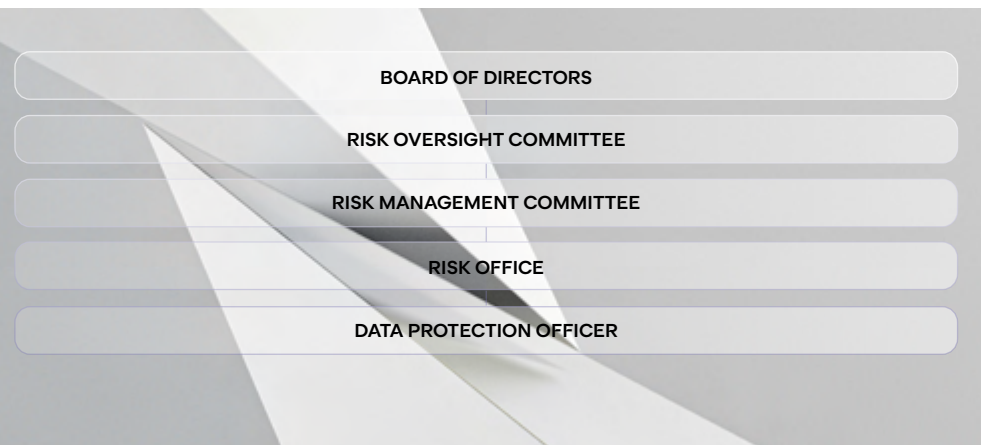 BOARD OF DIRECTORS
RISK OVERSIGHT COMMITTEE
RISK MANAGEMENT COMMITTEE
RISK OFFICE
DATA PROTECTION OFFICER